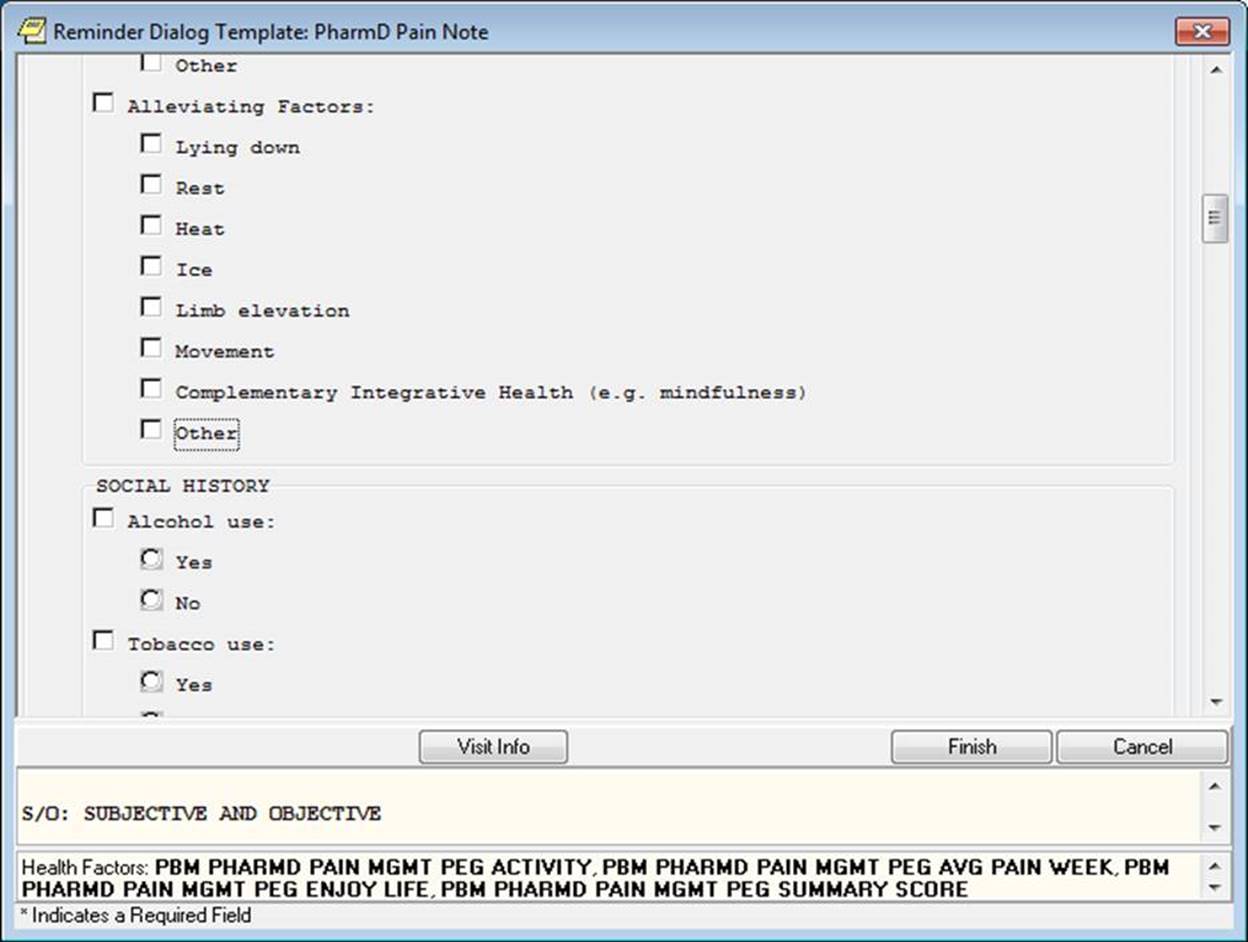 Reminder Dialog Template: PharmD Pain Note
Other
Alleviating Factors:
Lying down
Rest
Heat
Ice
Limb elevation
Movement
Complementary Integrative Health (e.g. mindfulness)
Other
SOCIAL HISTORY
Alcohol use:
Yes
No
Tobacco use:
Yes
Visit Info
Finish
Cancel
S/O: SUBJECTIVE AND OBJECTIVE
Health Factors: PBM PHARMD PAIN MGMT PEG ACTIVITY, PBM PHARMD PAIN MGMT PEG AVG PAIN WEEK, PBM
PHARMD PAIN MGMT PEG ENJOY LIFE, PBM PHARMD PAIN MGMT PEG SUMMARY SCORE
* Indicates a Required Field